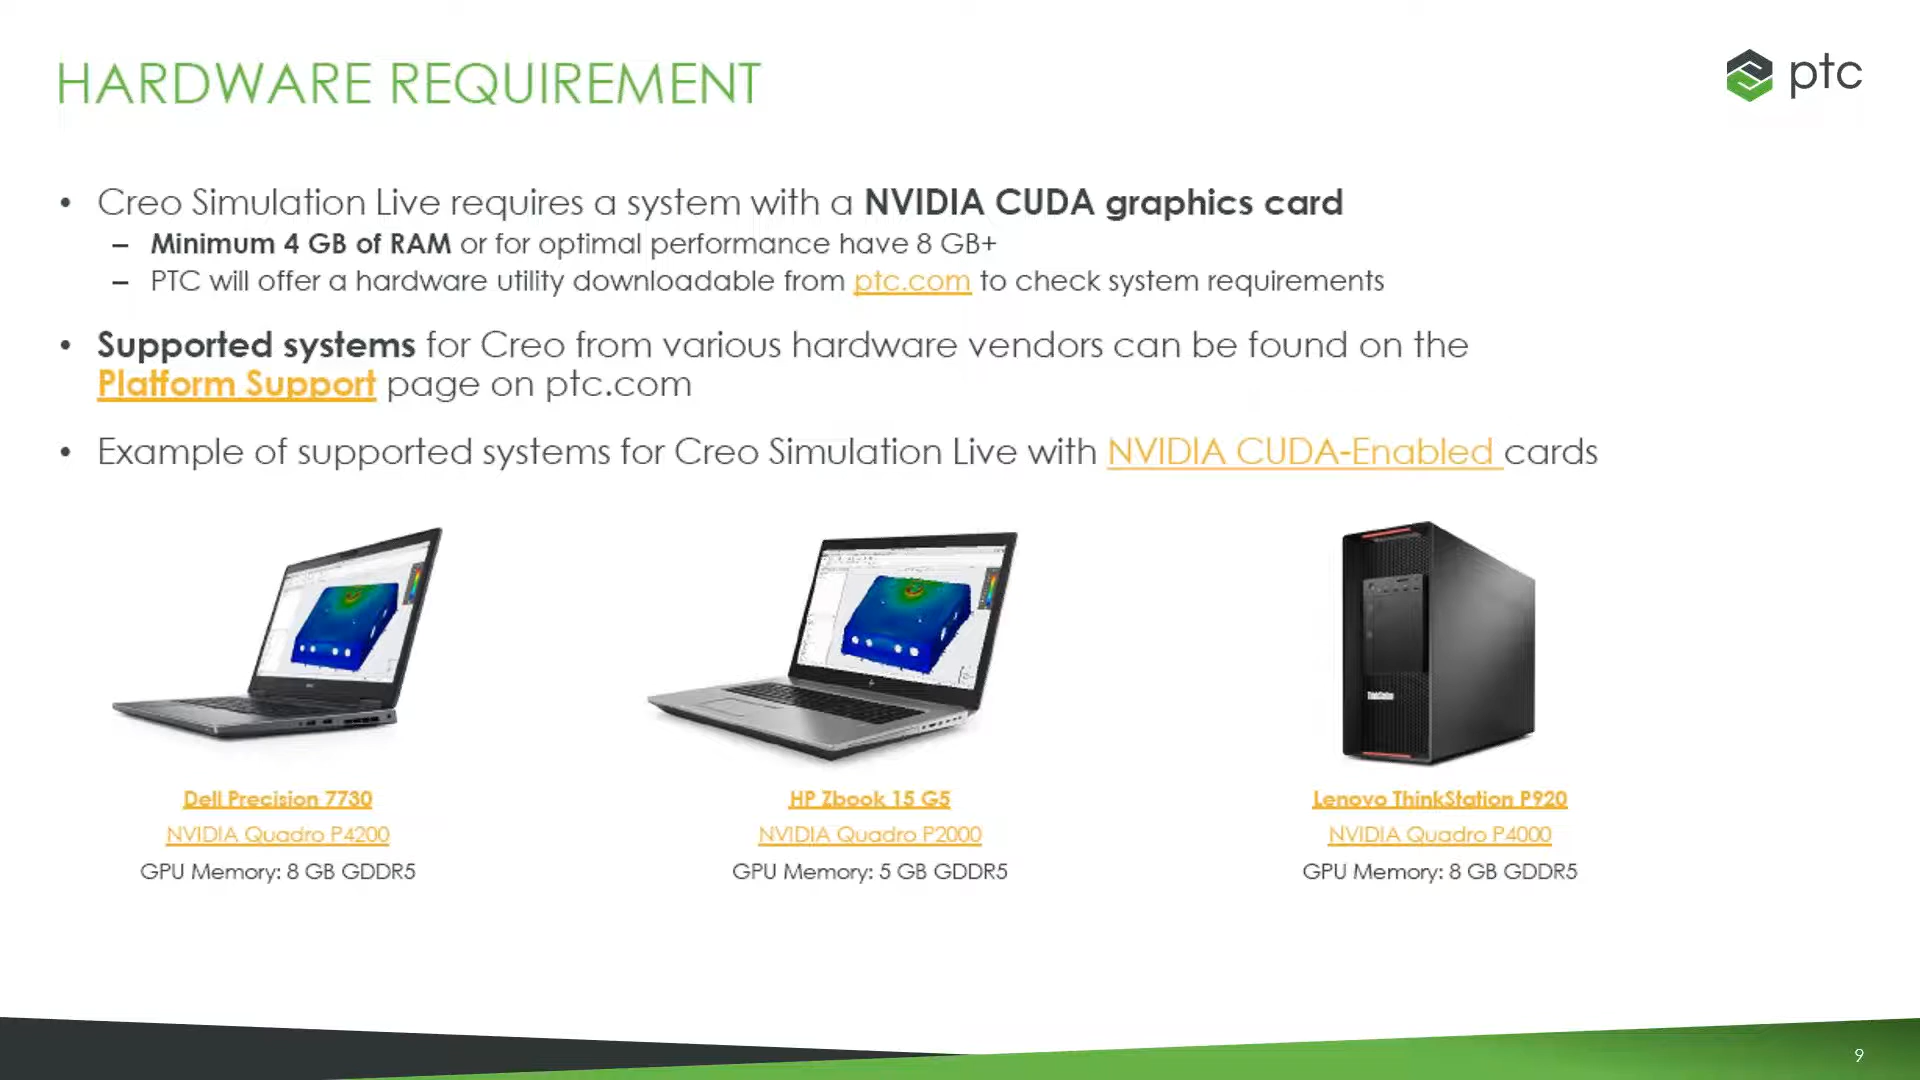 HARDWARE REQUIREMENT
ptc
• Creo Simulation Live requires a system with a NVIDIA CUDA graphics card
– Minimum 4 GB of RAM or for optimal performance have 8 GB+
– PTC will offer a hardware utility downloadable from ptc.com to check system requirements
• Supported systems for Creo from various hardware vendors can be found on the
Platform Support page on ptc.com
• Example of supported systems for Creo Simulation Live with NVIDIA CUDA-Enabled cards
ThinkStation
Dell Precision 7730
NVIDIA Quadro P4200
GPU Memory: 8 GB GDDR5
HP Zbook 15 G5
NVIDIA Quadro P2000
GPU Memory: 5 GB GDDR5
Lenovo ThinkStation P920
NVIDIA Quadro P4000
GPU Memory: 8 GB GDDR5
9